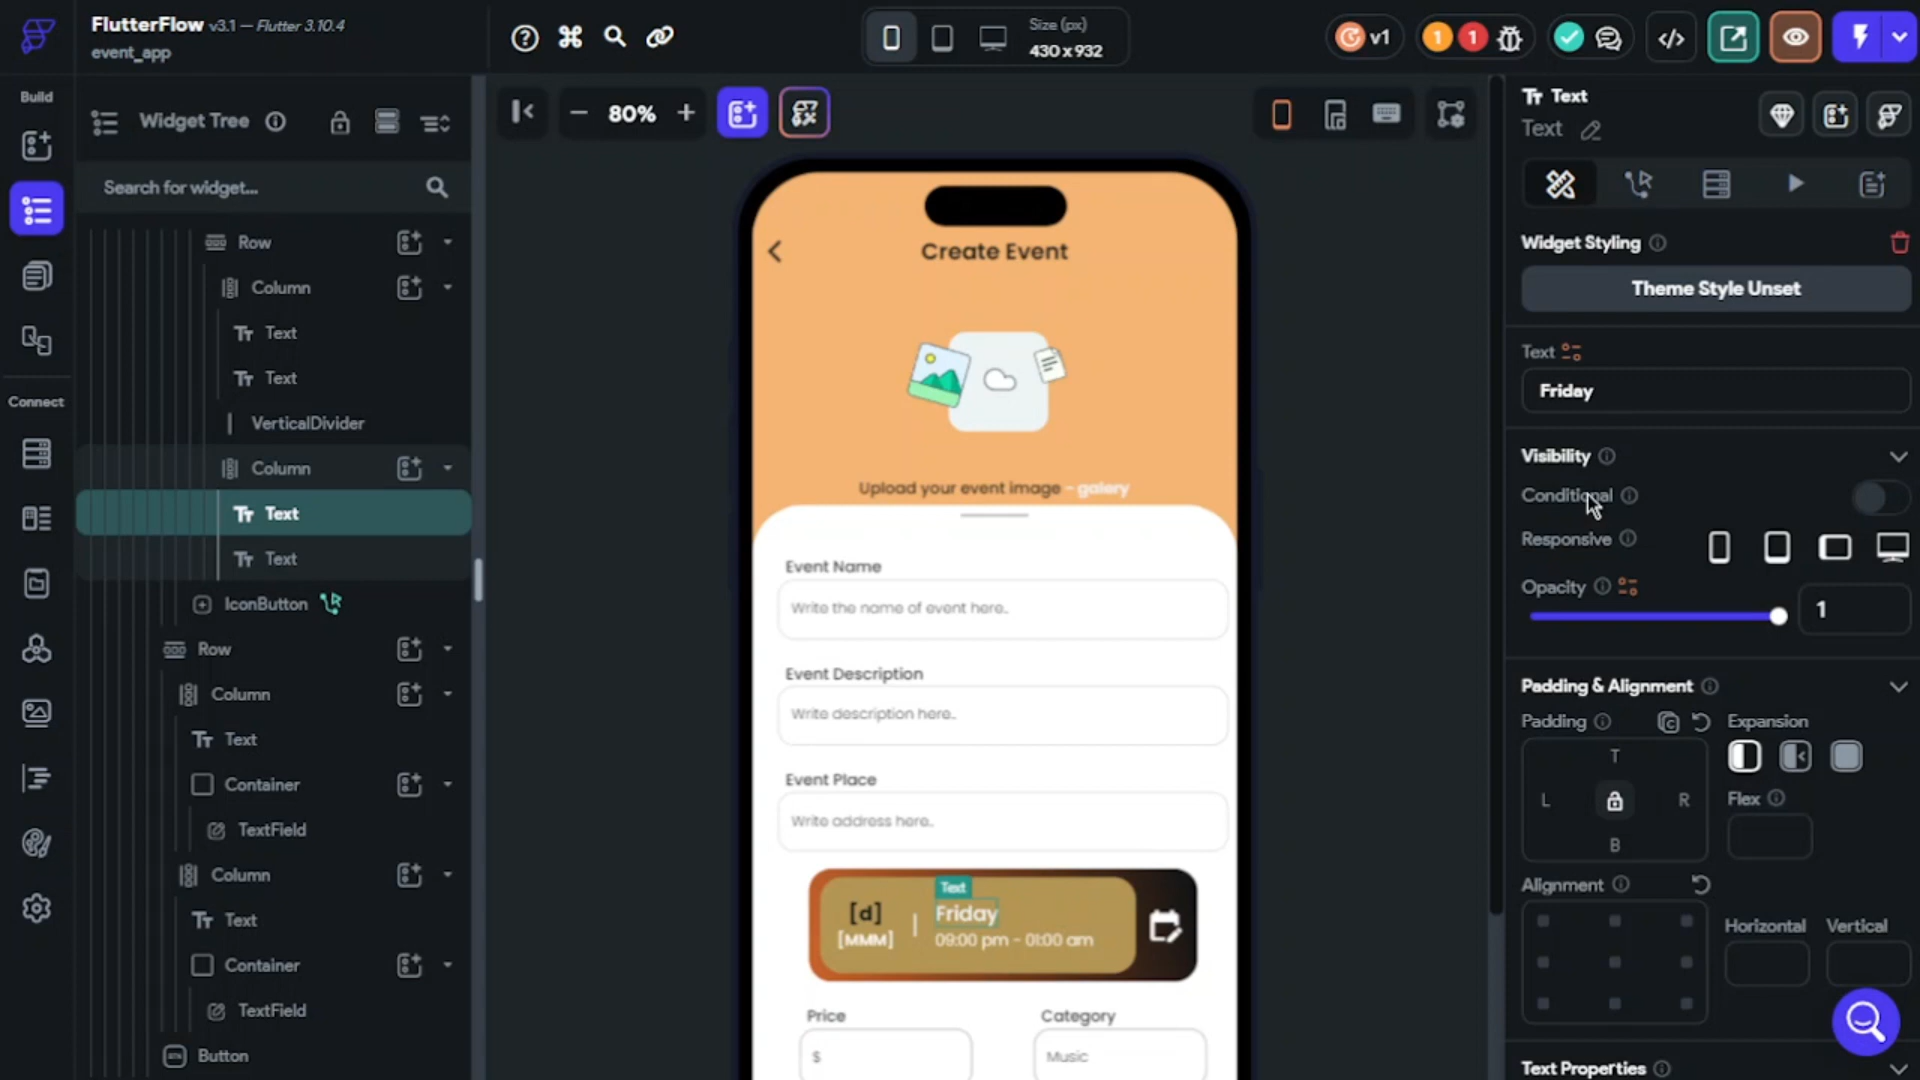 FlutterFlow v3.1 — Flutter 3.10.4
event_app
Size (px)
430 x 932
v1
1
1
Build
Connect
Widget Tree
Search for widget...
Row
Column
Text
Text
VerticalDivider
Column
Text
Text
IconButton
Row
Column
Text
Container
TextField
Column
Text
Container
TextField
Button
80%
Create Event
Upload your event image - galery
Event Name
Write the name of event here..
Event Description
Write description here..
Event Place
Write address here..
Text
[d]
[MMM]
Friday
09:00 pm - 01:00 am
Price
Category
$
Music
Tт Text
Text
Widget Styling
Theme Style Unset
Text
Friday
Visibility
Conditional
Responsive
Opacity
1
Padding & Alignment
Padding
Expansion
T
L
R
B
Flex
Alignment
Horizontal
Vertical
Text Properties